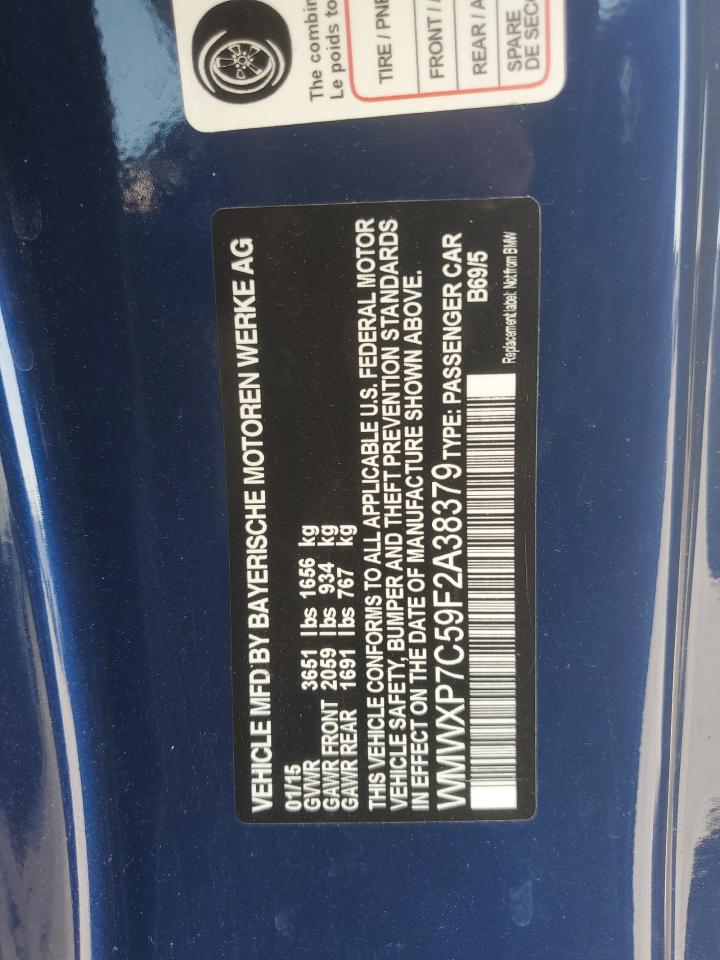 The combin
Le poids to
TIRE / PNE
FRONT / A
REAR / A
SPARE
DE SECO
VEHICLE MFD BY BAYERISCHE MOTOREN WERKE AG
01/15
GVWR 3651 lbs 1656 kg
GAWR FRONT 2059 lbs 934 kg
GAWR REAR 1691 lbs 767 kg
THIS VEHICLE CONFORMS TO ALL APPLICABLE U.S. FEDERAL MOTOR
VEHICLE SAFETY, BUMPER AND THEFT PREVENTION STANDARDS
IN EFFECT ON THE DATE OF MANUFACTURE SHOWN ABOVE.
WMWXP7C59F2A38379 TYPE: PASSENGER CAR
B69/5
Replacement label: Not from BMW